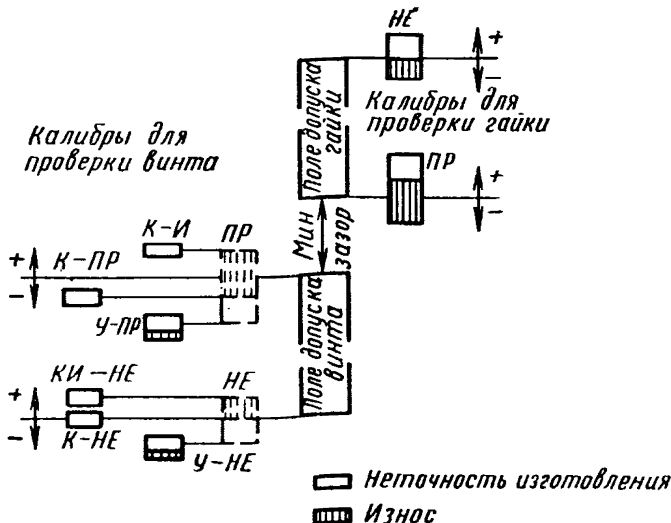 НЕ
+
−
Поле допуска
гайки
Калибры для
проверки гайки
ПР
+
−
Калибры для
проверки винта
К-И
ПР
Мин
зазор
+
К-ПР
−
У-ПР
Поле допуска
винта
КИ-НЕ
НЕ
+
−
К-НЕ
У-НЕ
Неточность изготовления
Износ